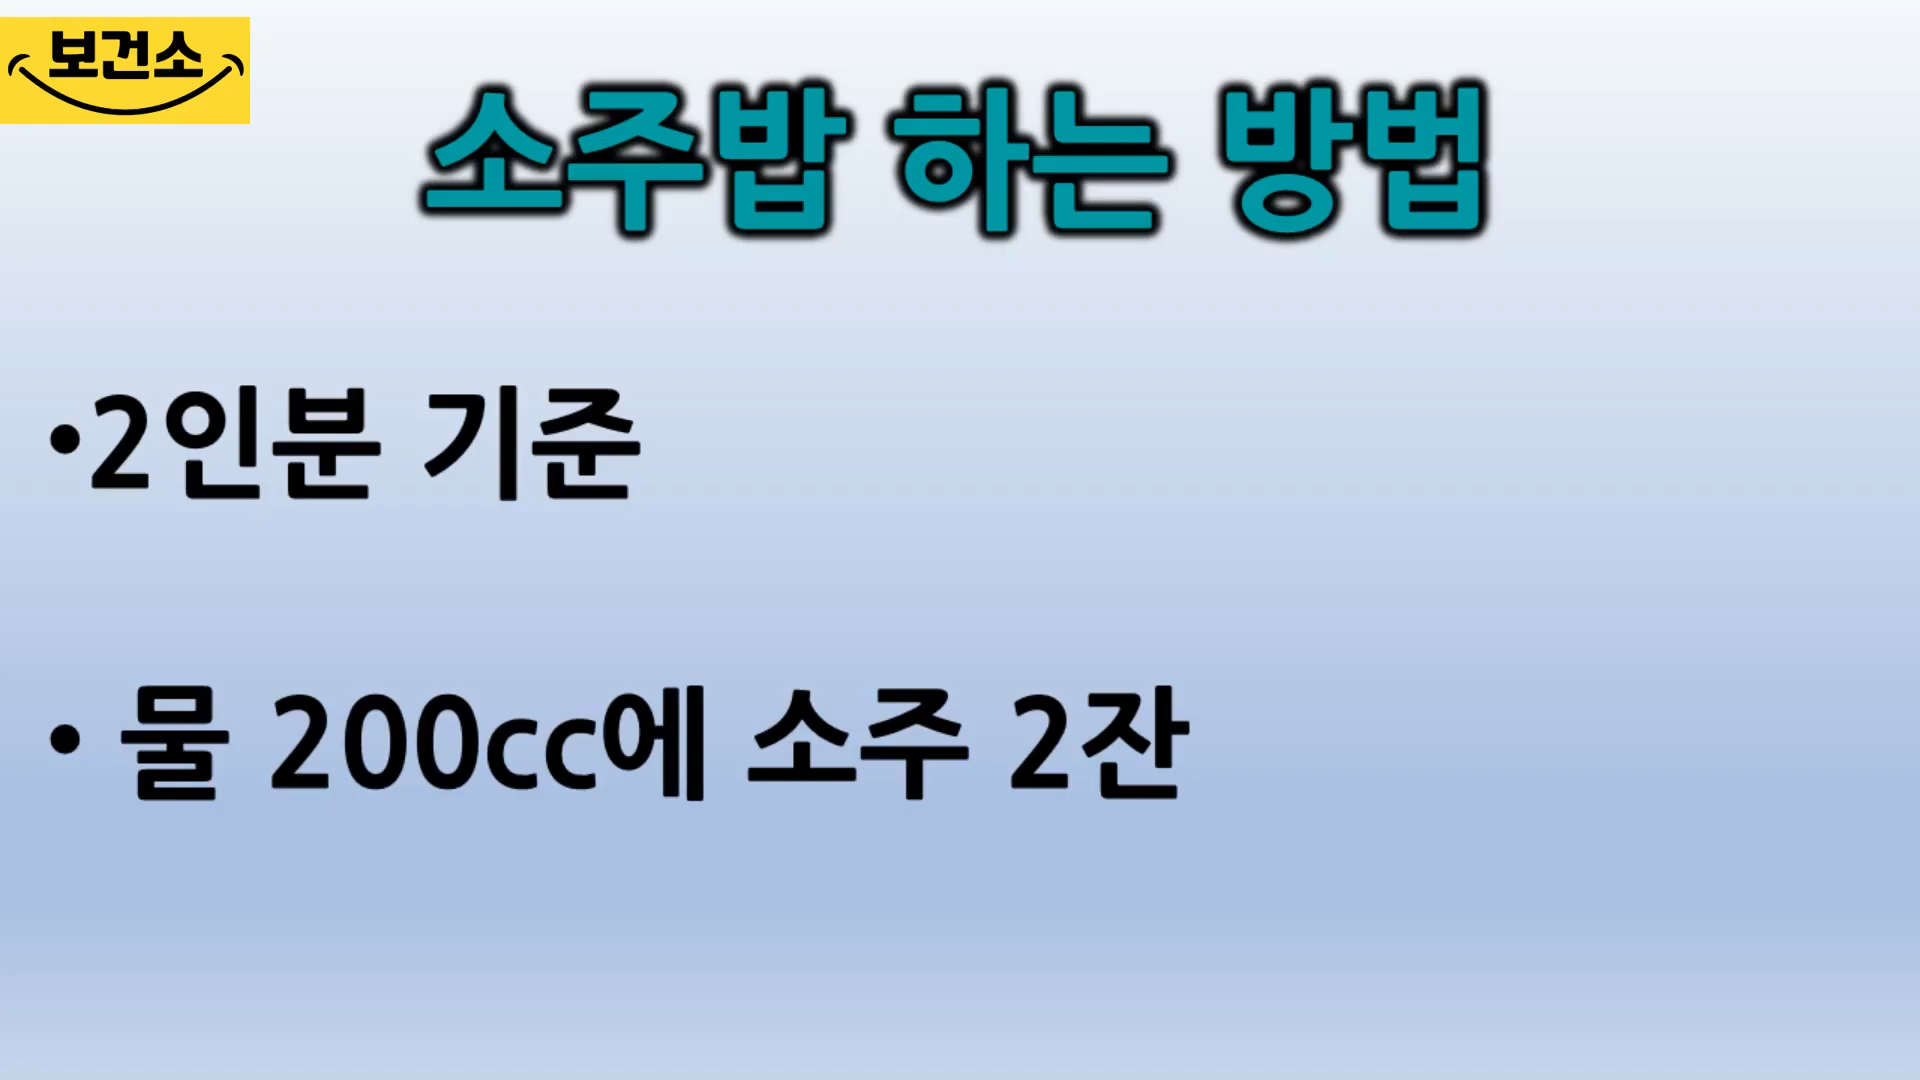 보건소
소주밥 하는 방법
•2인분 기준
• 물 200cc에 소주 2잔